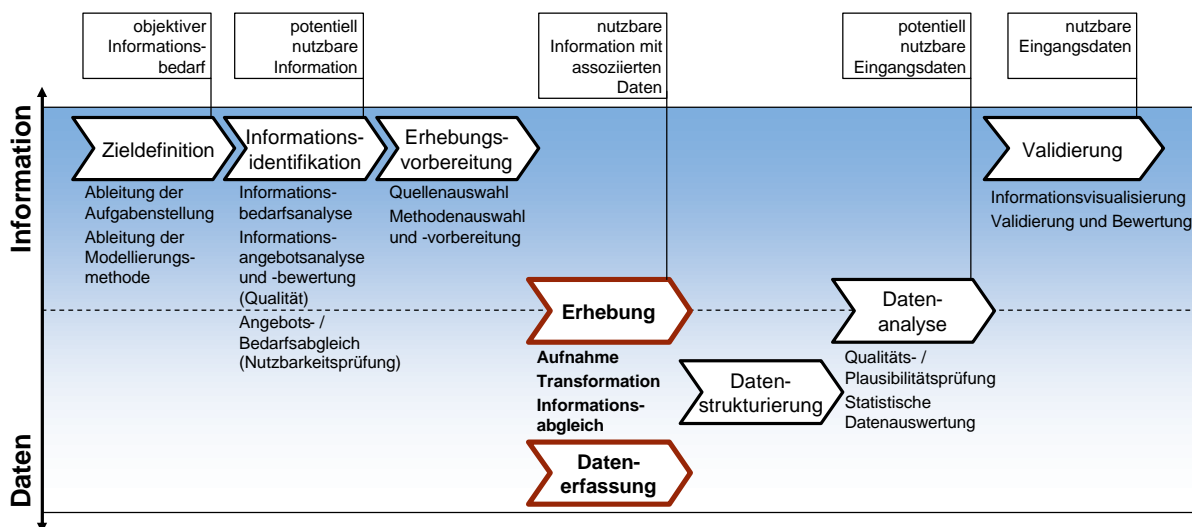 objektiver
Informations-
bedarf
potentiell
nutzbare
Information
nutzbare
Information mit
assoziierten
Daten
potentiell
nutzbare
Eingangsdaten
nutzbare
Eingangsdaten
Information
Daten
Zieldefinition
Ableitung der
Aufgabenstellung
Ableitung der
Modellierungs-
methode
Informations-
identifikation
Informations-
bedarfsanalyse
Informations-
angebotsanalyse
und -bewertung
(Qualität)
Angebots- /
Bedarfsabgleich
(Nutzbarkeitsprüfung)
Erhebungs-
vorbereitung
Quellenauswahl
Methodenauswahl
und -vorbereitung
Erhebung
Aufnahme
Transformation
Informations-
abgleich
Daten-
erfassung
Daten-
strukturierung
Daten-
analyse
Qualitäts- /
Plausibilitätsprüfung
Statistische
Datenauswertung
Validierung
Informationsvisualisierung
Validierung und Bewertung